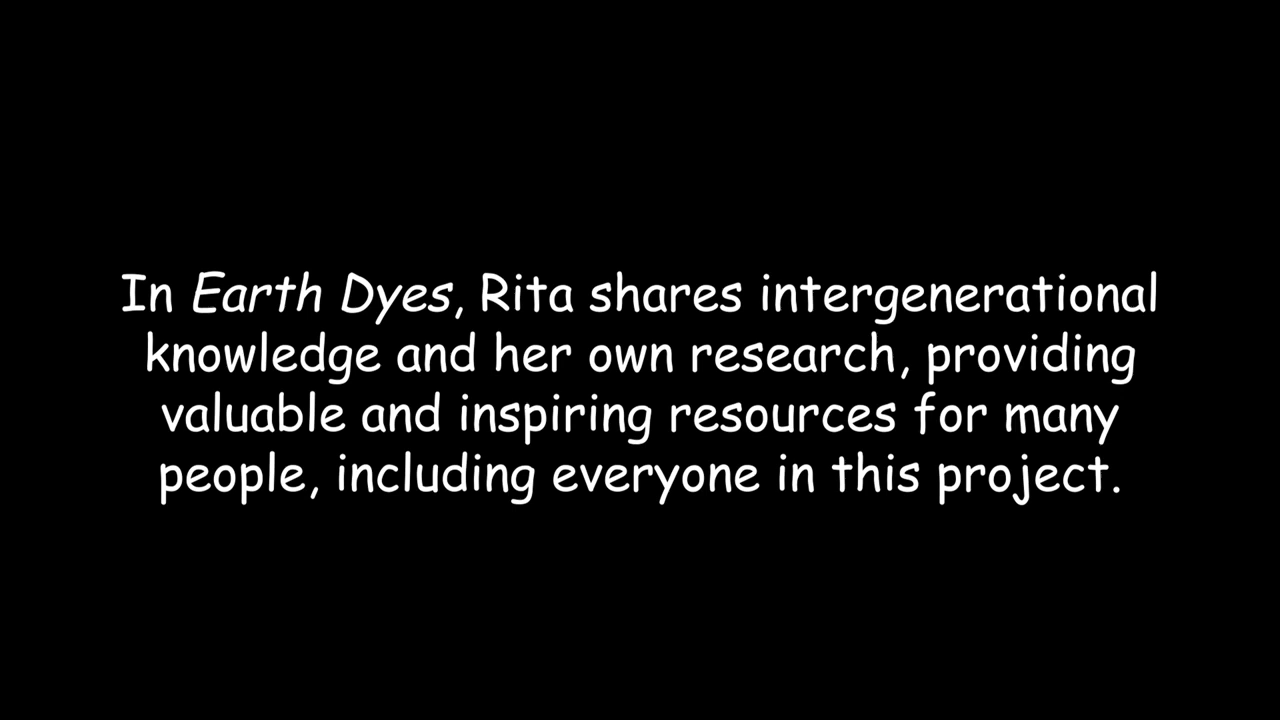 In Earth Dyes, Rita shares intergenerational
knowledge and her own research, providing
valuable and inspiring resources for many
people, including everyone in this project.